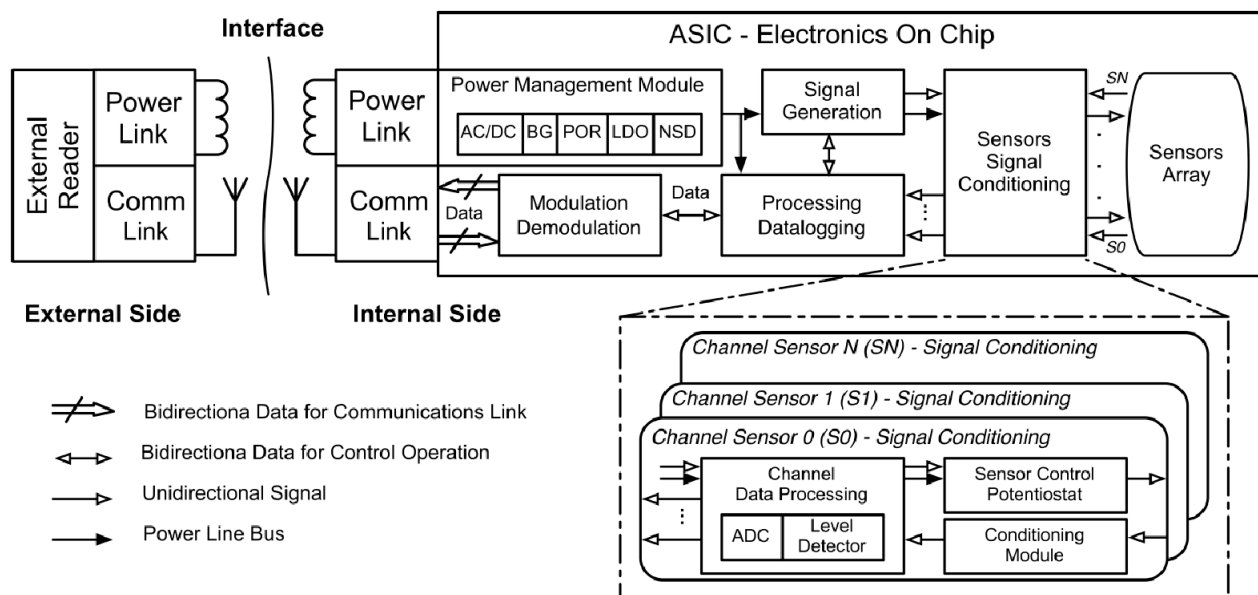 Interface
ASIC - Electronics On Chip
External
Reader
Power
Link
Comm
Link
Power
Link
Comm
Link
Power Management Module
AC/DC BG POR LDO NSD
Signal
Generation
Sensors
Signal
Conditioning
SN
S0
Sensors
Array
Data
Modulation
Demodulation
Data
Processing
Datalogging
External Side
Internal Side
Bidirectiona Data for Communications Link
Bidirectiona Data for Control Operation
Unidirectional Signal
Power Line Bus
Channel Sensor N (SN) - Signal Conditioning
Channel Sensor 1 (S1) - Signal Conditioning
Channel Sensor 0 (S0) - Signal Conditioning
Channel
Data Processing
ADC
Level
Detector
Sensor Control
Potentiostat
Conditioning
Module